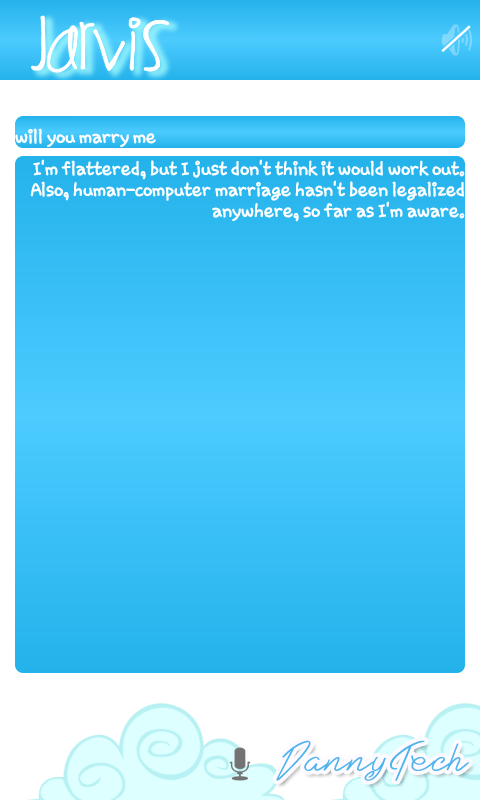 Jarvis
will you marry me
I'm flattered, but I just don't think it would work out.
Also, human-computer marriage hasn't been legalized
anywhere, so far as I'm aware.
DannyTech